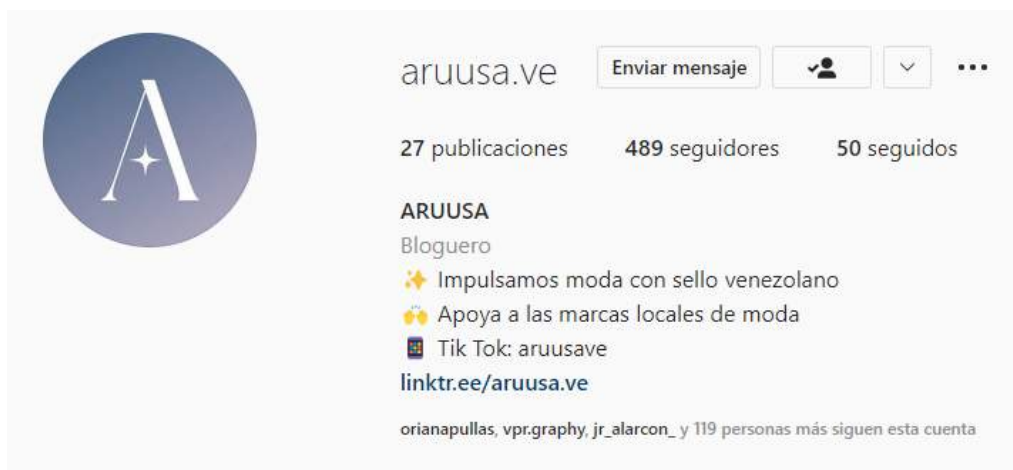 A
aruusa.ve Enviar mensaje
27 publicaciones 489 seguidores 50 seguidos
ARUUSA
Bloguero
✨ Impulsamos moda con sello venezolano
🙌 Apoya a las marcas locales de moda
📱 Tik Tok: aruusave
linktr.ee/aruusa.ve
orianapullas, vpr.graphy, jr_alarcon_ y 119 personas más siguen esta cuenta